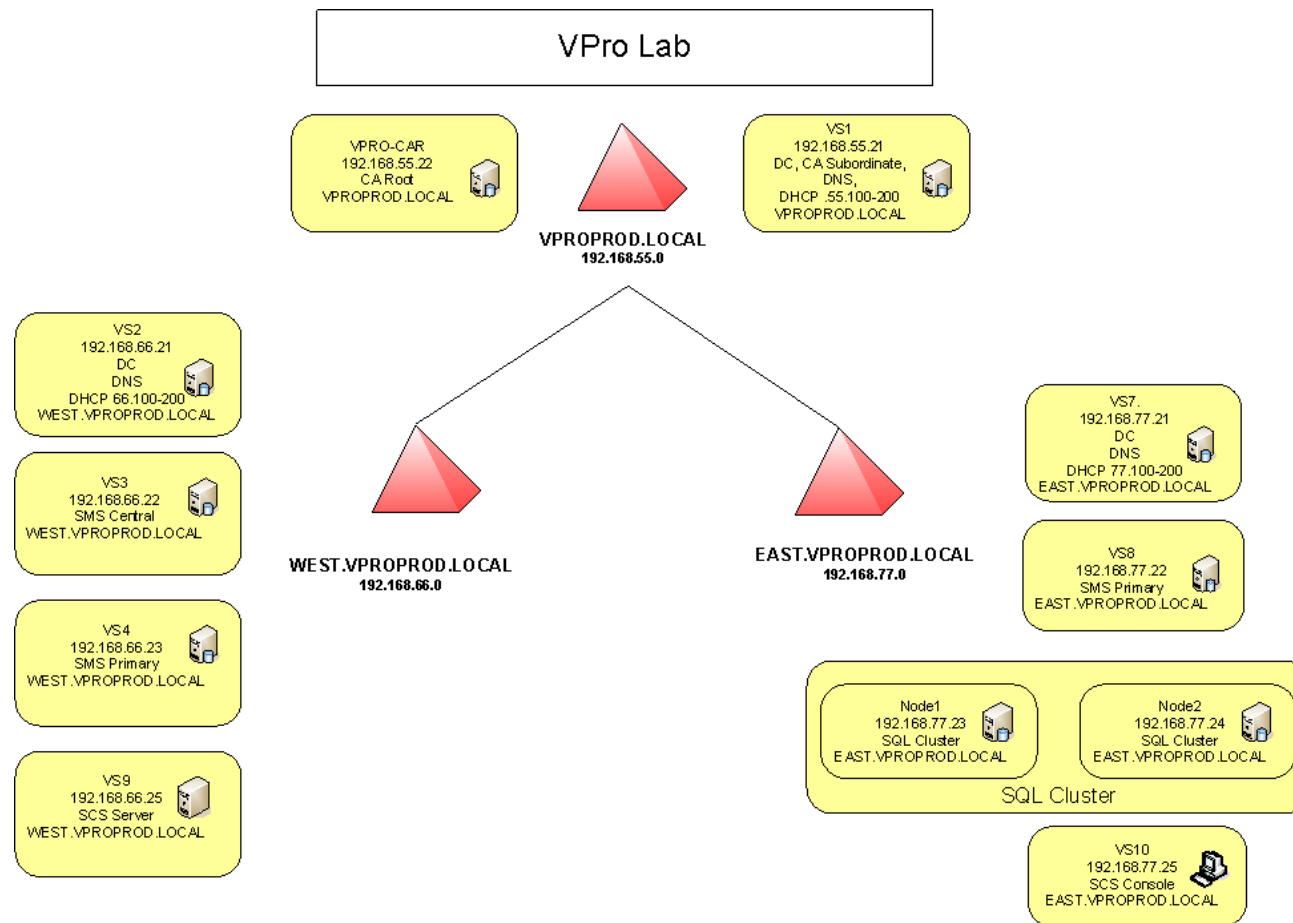 VPro Lab
VPRO-CAR
192.168.55.22
CA Root
VPROPROD.LOCAL
VS1
192.168.55.21
DC, CA Subordinate,
DNS,
DHCP .55.100-200
VPROPROD.LOCAL
VPROPROD.LOCAL
192.168.55.0
VS2
192.168.66.21
DC
DNS
DHCP 66.100-200
WEST.VPROPROD.LOCAL
VS3
192.168.66.22
SMS Central
WEST.VPROPROD.LOCAL
VS4
192.168.66.23
SMS Primary
WEST.VPROPROD.LOCAL
VS9
192.168.66.25
SCS Server
WEST.VPROPROD.LOCAL
WEST.VPROPROD.LOCAL
192.168.66.0
EAST.VPROPROD.LOCAL
192.168.77.0
VS7.
192.168.77.21
DC
DNS
DHCP 77.100-200
EAST.VPROPROD.LOCAL
VS8
192.168.77.22
SMS Primary
EAST.VPROPROD.LOCAL
Node1
192.168.77.23
SQL Cluster
EAST.VPROPROD.LOCAL
Node2
192.168.77.24
SQL Cluster
EAST.VPROPROD.LOCAL
SQL Cluster
VS10
192.168.77.25
SCS Console
EAST.VPROPROD.LOCAL